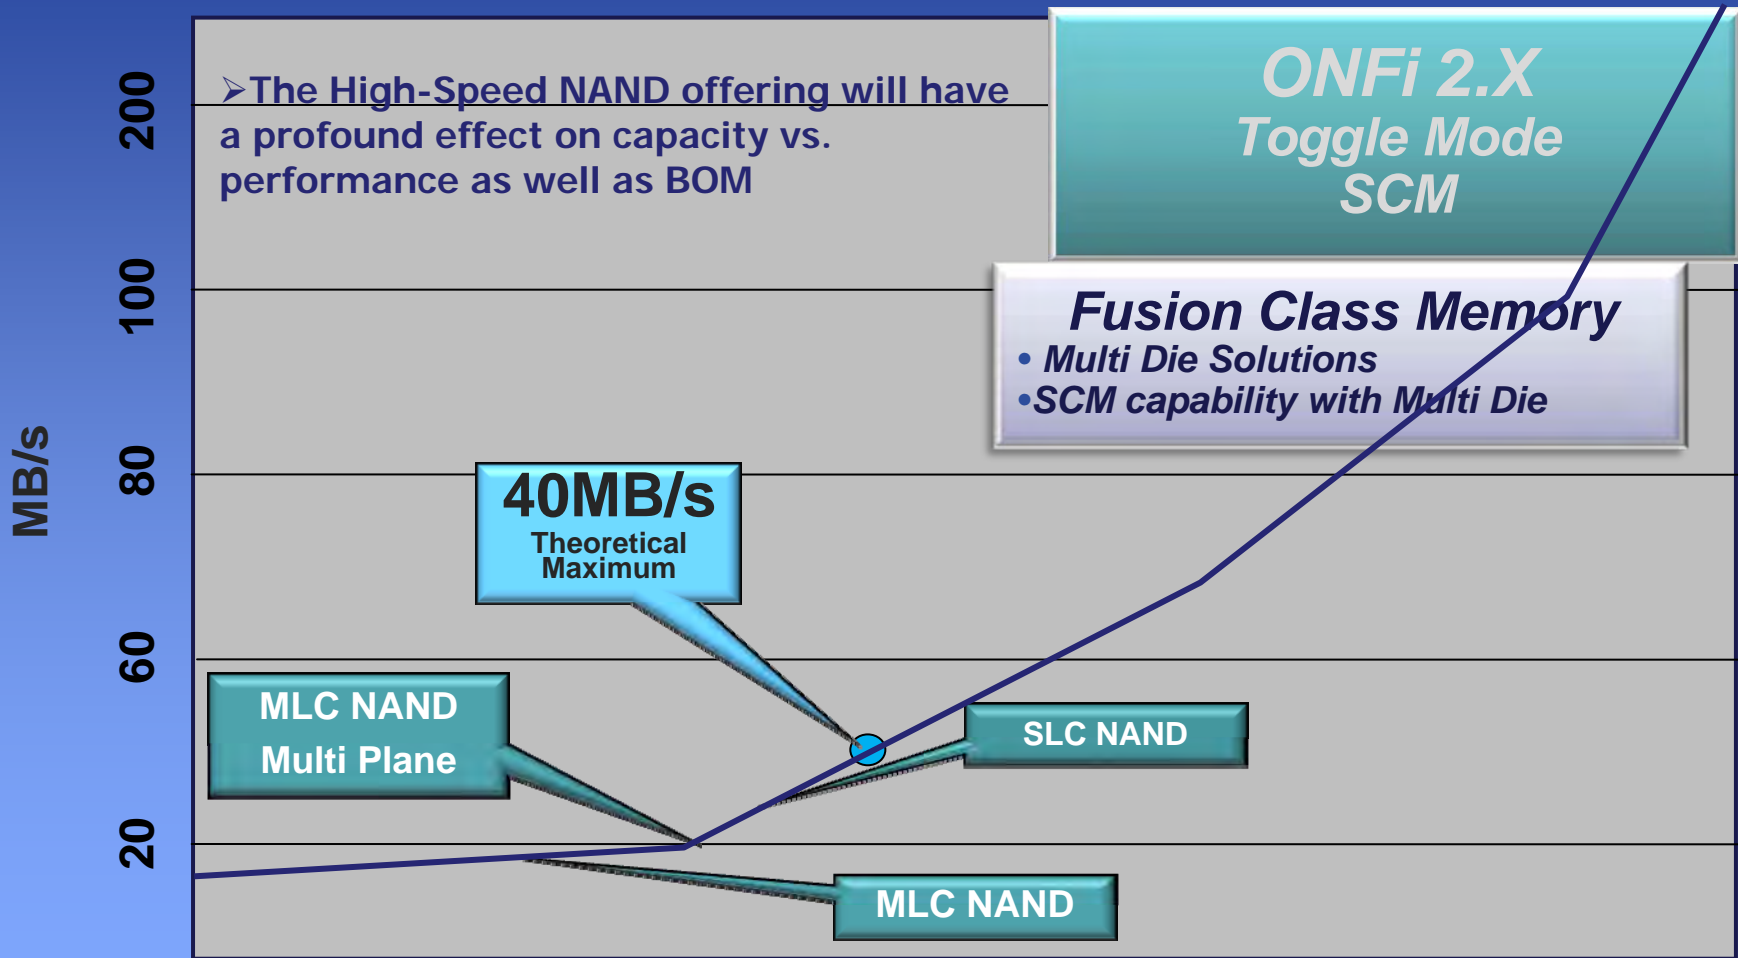 ➢The High-Speed NAND offering will have
a profound effect on capacity vs.
performance as well as BOM
ONFi 2.X
Toggle Mode
SCM
Fusion Class Memory
• Multi Die Solutions
•SCM capability with Multi Die
200
100
80
60
20
MB/s
40MB/s
Theoretical
Maximum
MLC NAND
Multi Plane
SLC NAND
MLC NAND